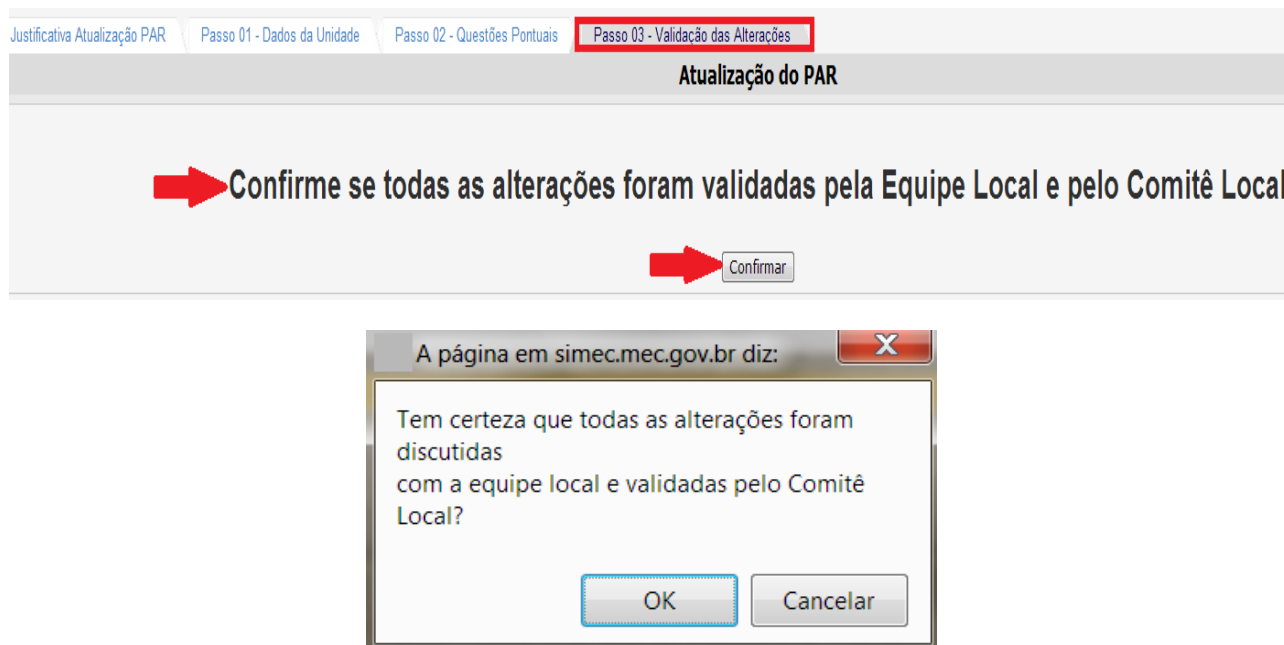 Justificativa Atualização PAR Passo 01 - Dados da Unidade Passo 02 - Questões Pontuais Passo 03 - Validação das Alterações
Atualização do PAR
Confirme se todas as alterações foram validadas pela Equipe Local e pelo Comitê Local
Confirmar
A página em simec.mec.gov.br diz:
X
Tem certeza que todas as alterações foram
discutidas
com a equipe local e validadas pelo Comitê
Local?
OK Cancelar